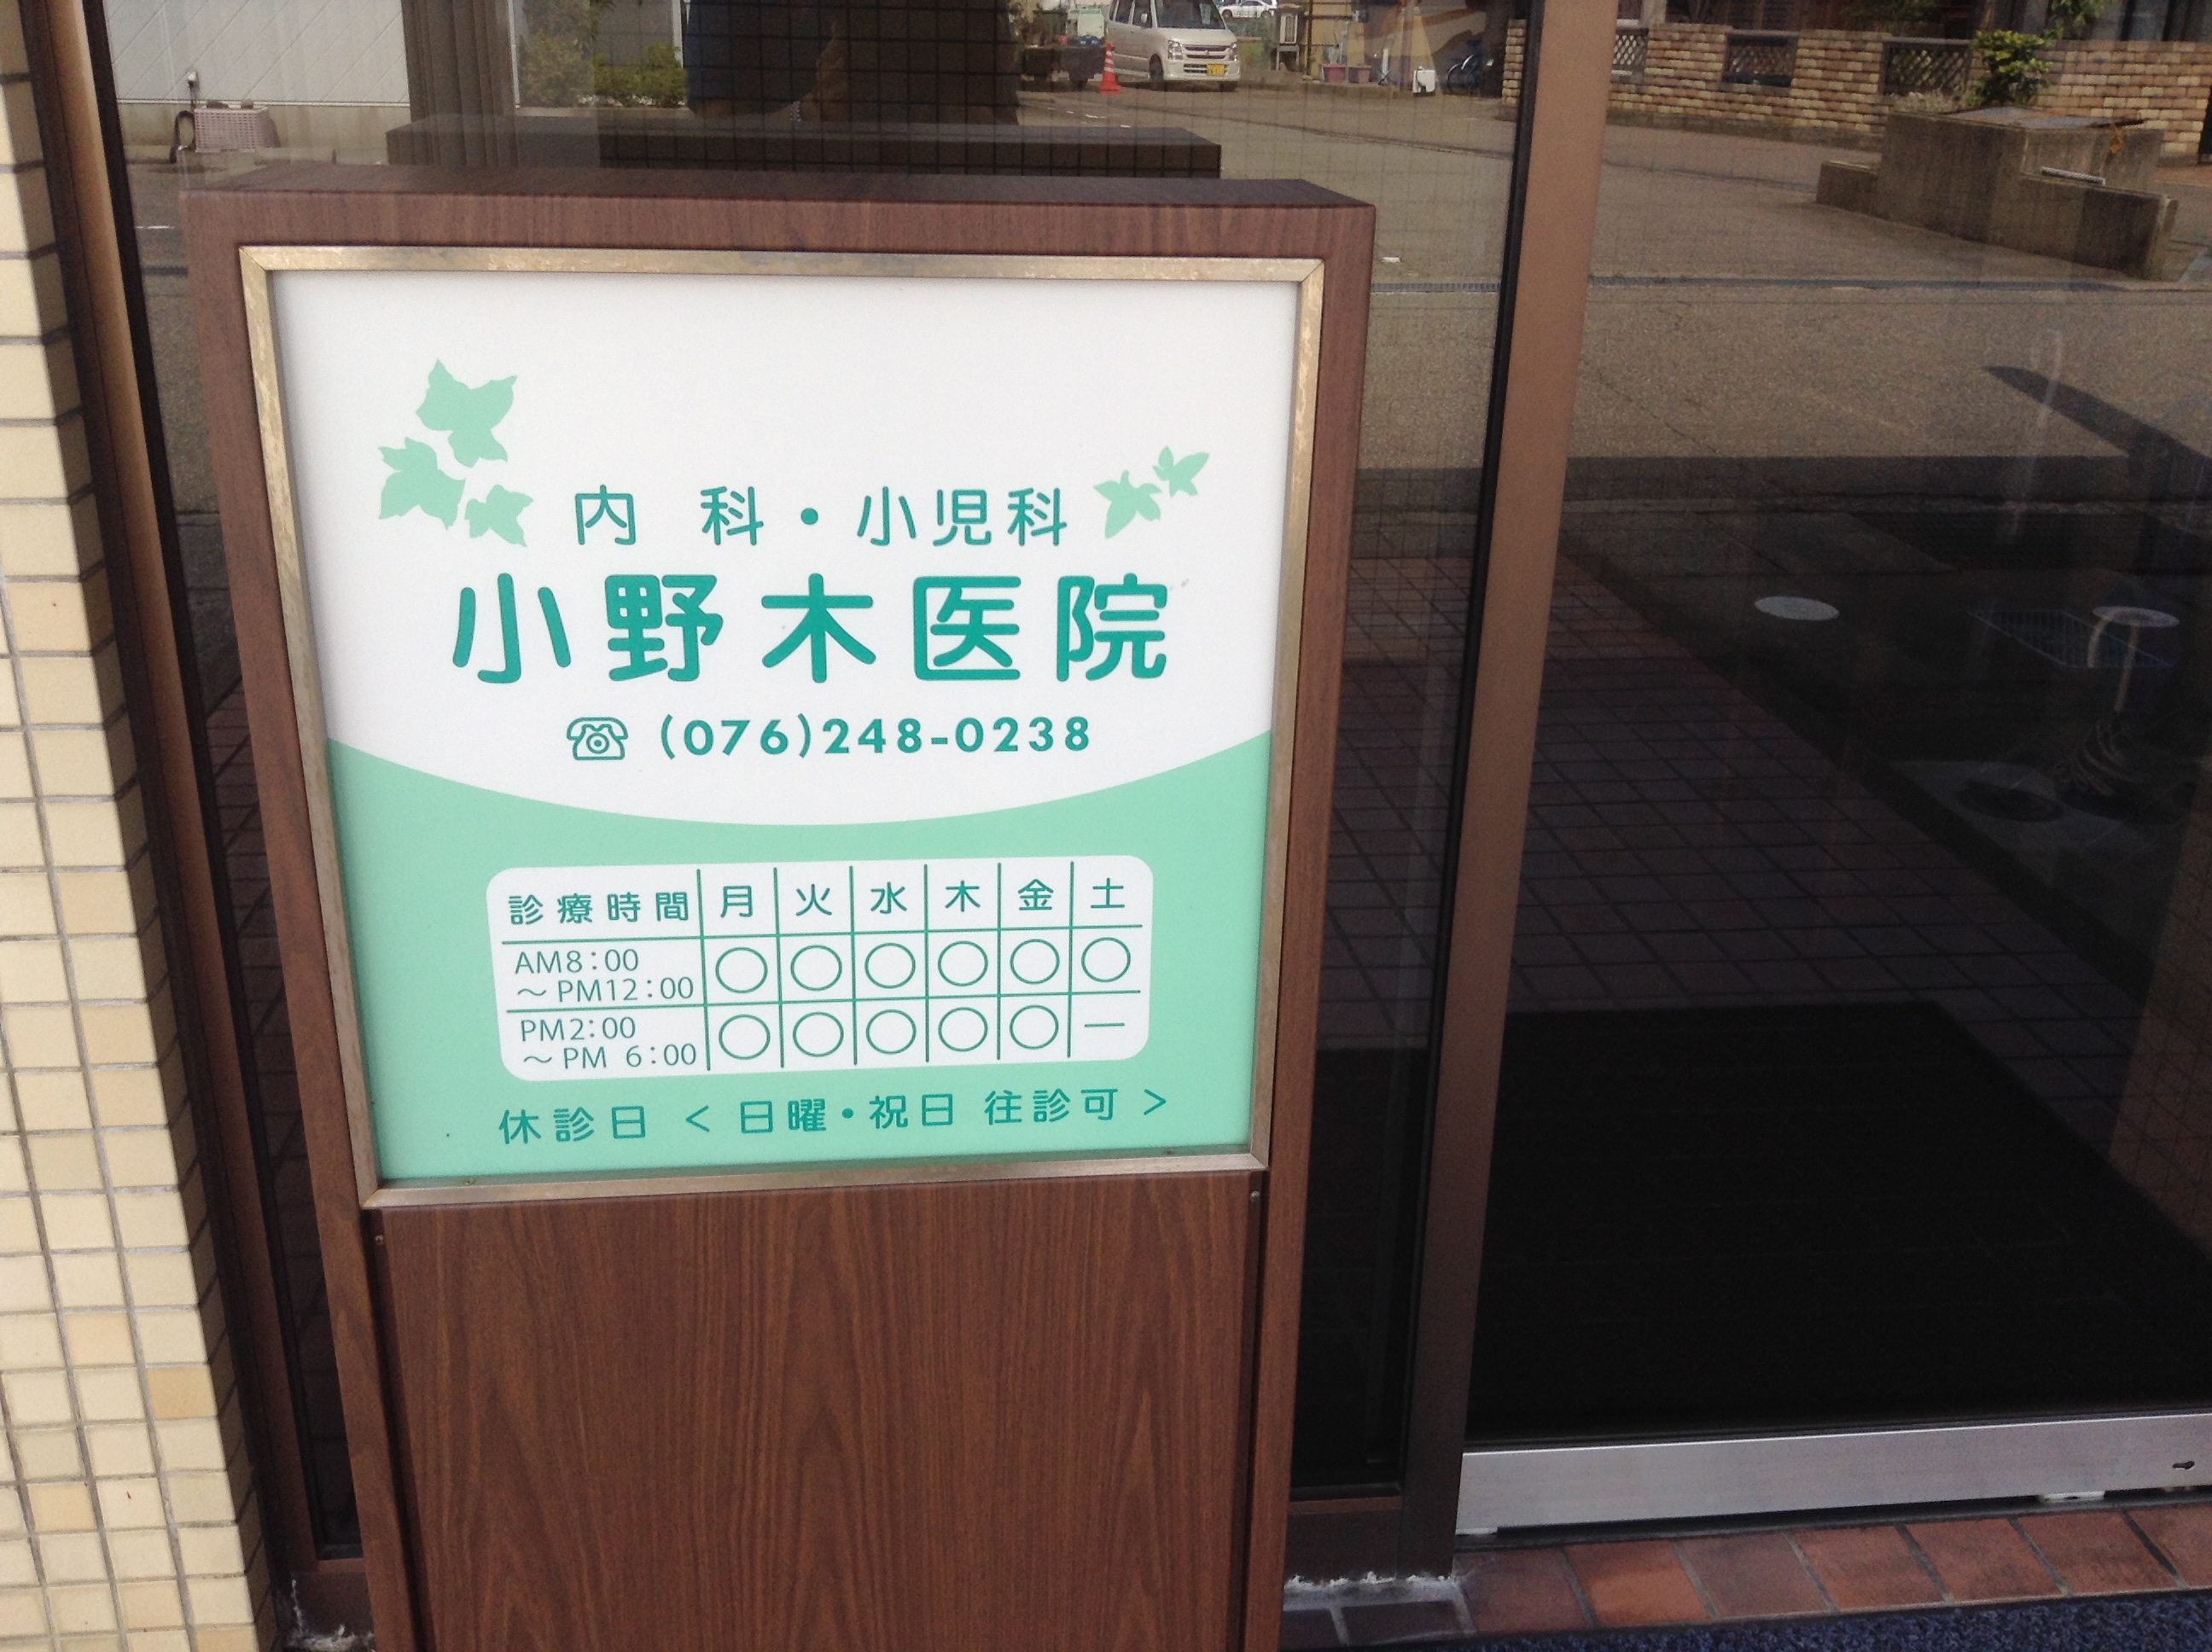 内 科・小児科
小野木医院
☏ (076)248-0238
診療時間 月 火 水 木 金 土
AM8:00 ～PM12:00 ○ ○ ○ ○ ○ ○
PM2:00 ～PM 6:00 ○ ○ ○ ○ ○ ―
休診日 < 日曜・祝日 往診可 >